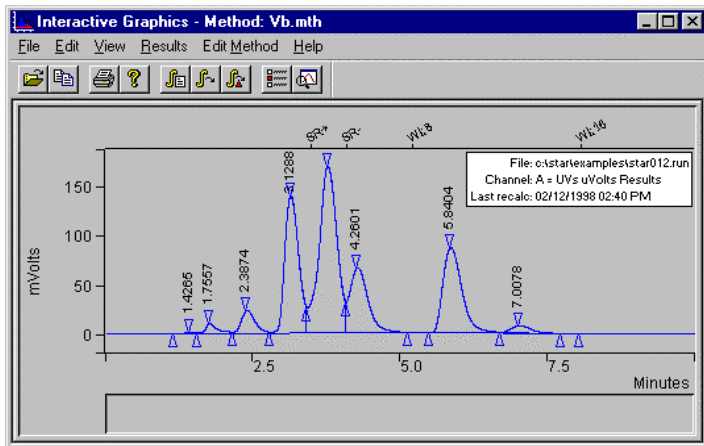 Interactive Graphics - Method: Vb.mth
File Edit View Results Edit Method Help
SR+ SR- WI:8 WI:16
File: c:\star\examples\star012.run
Channel: A = UVs uVolts Results
Last recalc: 02/12/1998 02:40 PM
1.4265
1.7557
2.3874
3.1288
4.2601
5.8404
7.0078
150
100
50
0
mVolts
2.5 5.0 7.5
Minutes